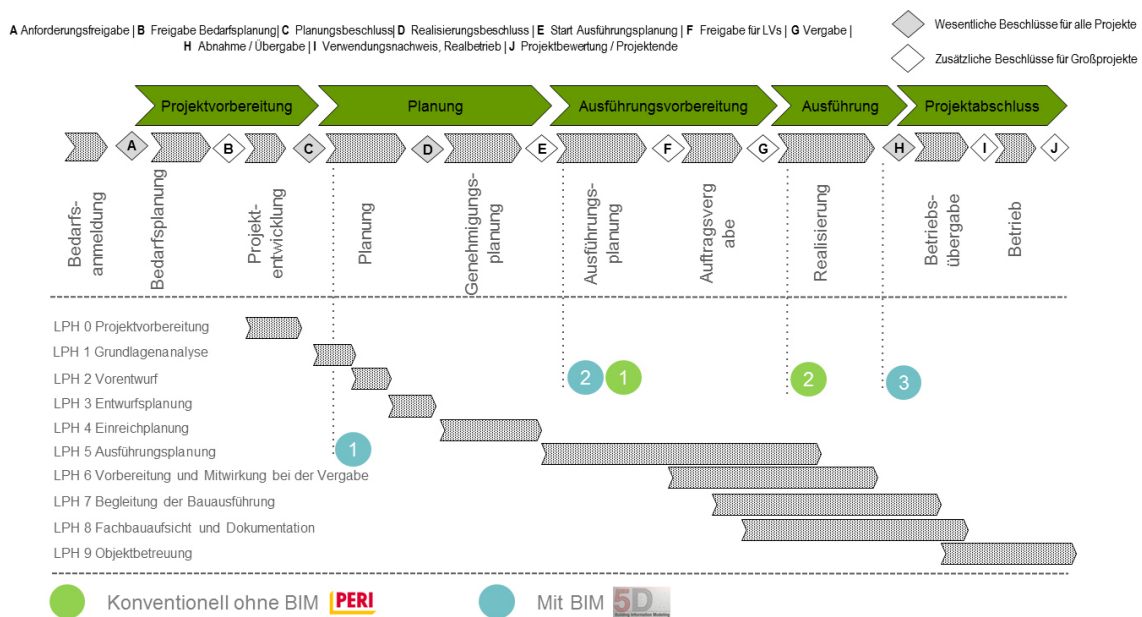 A Anforderungsfreigabe | B Freigabe Bedarfsplanung| C Planungsbeschluss| D Realisierungsbeschluss | E Start Ausführungsplanung | F Freigabe für LVs | G Vergabe |
H Abnahme / Übergabe | I Verwendungsnachweis, Realbetrieb | J Projektbewertung / Projektende
Wesentliche Beschlüsse für alle Projekte
Zusätzliche Beschlüsse für Großprojekte
Projektvorbereitung
Planung
Ausführungsvorbereitung
Ausführung
Projektabschluss
A
B
C
D
E
F
G
H
I
J
Bedarfs-
anmeldung
Bedarfsplanung
Projekt-
entwicklung
Planung
Genehmigungs-
planung
Ausführungs-
planung
Auftragsverg
abe
Realisierung
Betriebs-
übergabe
Betrieb
LPH 0 Projektvorbereitung
LPH 1 Grundlagenanalyse
LPH 2 Vorentwurf
LPH 3 Entwurfsplanung
LPH 4 Einreichplanung
LPH 5 Ausführungsplanung
LPH 6 Vorbereitung und Mitwirkung bei der Vergabe
LPH 7 Begleitung der Bauausführung
LPH 8 Fachbauaufsicht und Dokumentation
LPH 9 Objektbetreuung
1
2
1
2
3
Konventionell ohne BIM
PERI
Mit BIM
5D
Building Information Modeling